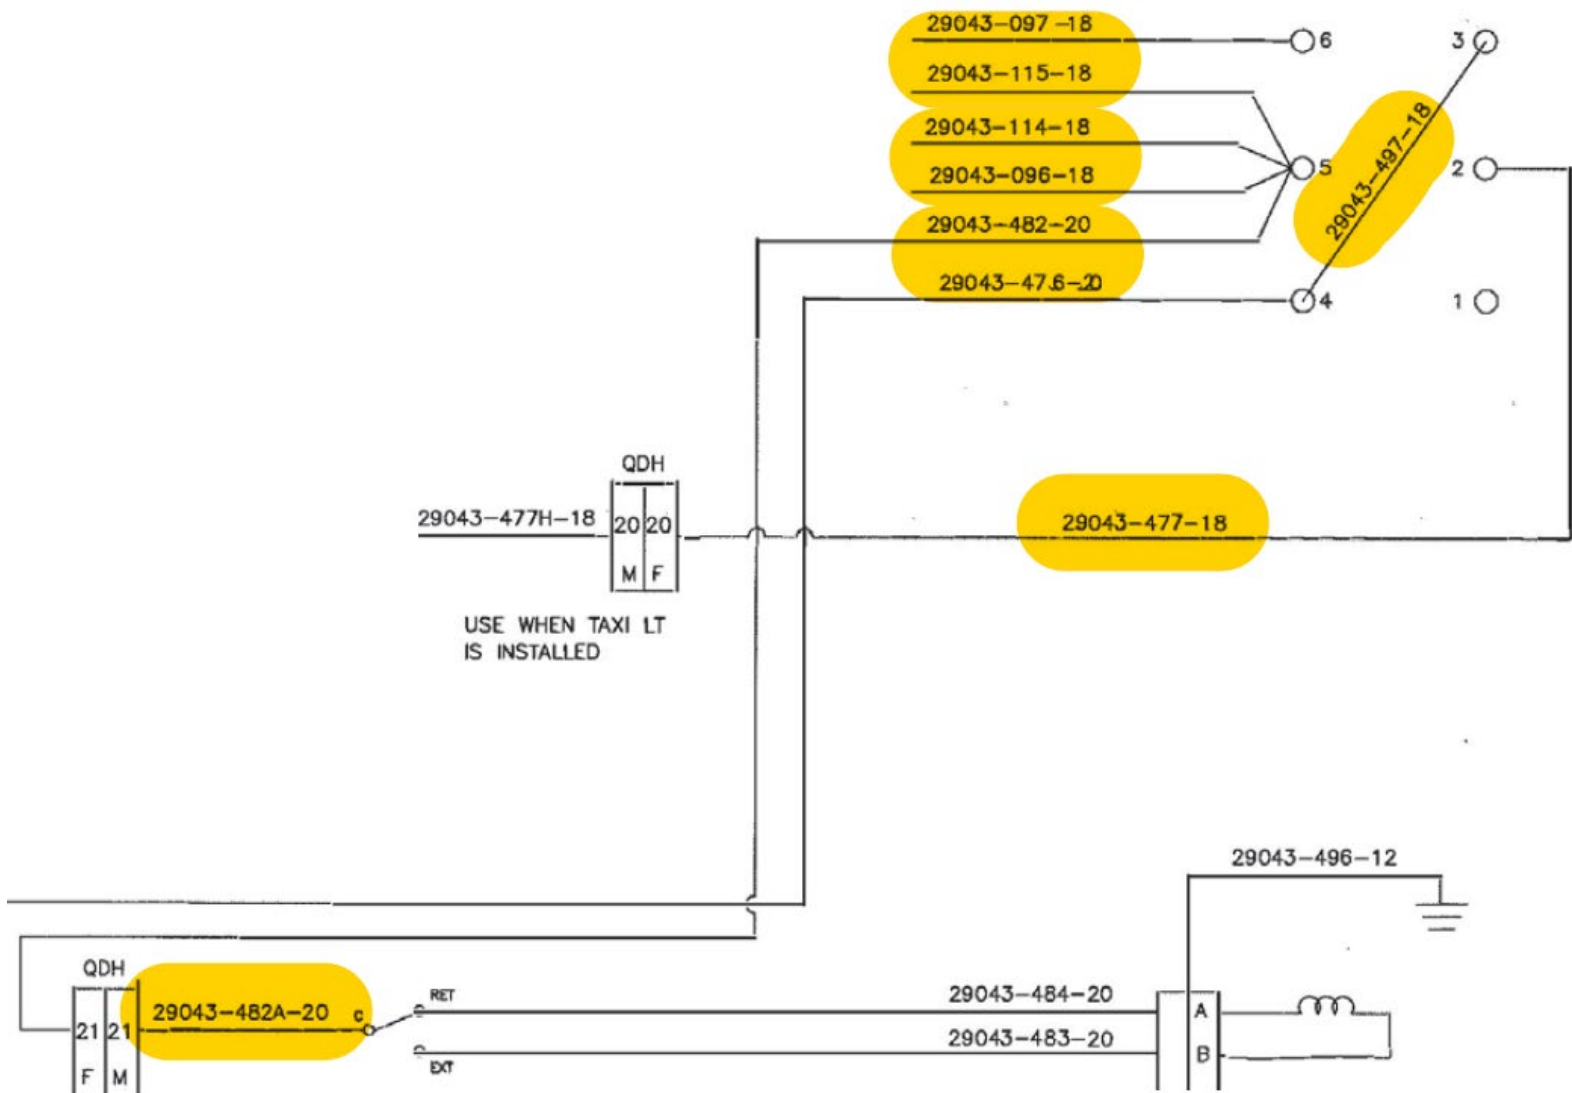 29043-097-18
6
3
29043-115-18
29043-114-18
29043-497-18
5
2
29043-096-18
29043-482-20
29043-476-20
4
1
QDH
29043-477H-18
20 20
29043-477-18
M F
USE WHEN TAXI LT
IS INSTALLED
29043-496-12
QDH
29043-482A-20
C
RET
29043-484-20
A
21 21
29043-483-20
B
EXT
F M